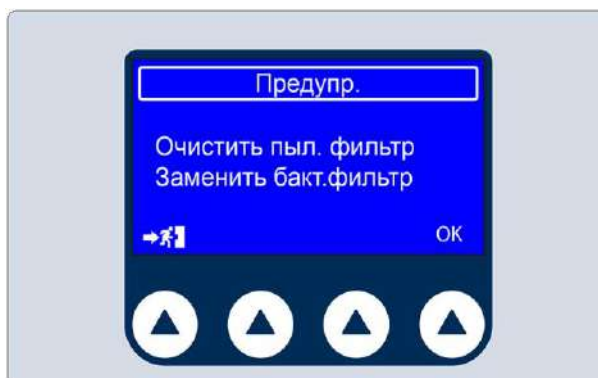 Предупр.
Очистить пыл. фильтр
Заменить бакт.фильтр
OK